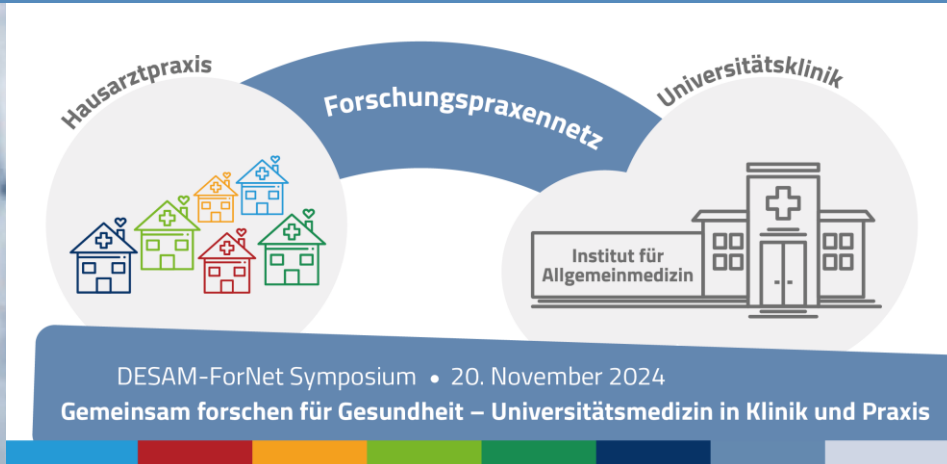 Hausarztpraxis
Forschungspraxennetz
Universitätsklinik
Institut für
Allgemeinmedizin
DESAM-ForNet Symposium • 20. November 2024
Gemeinsam forschen für Gesundheit – Universitätsmedizin in Klinik und Praxis